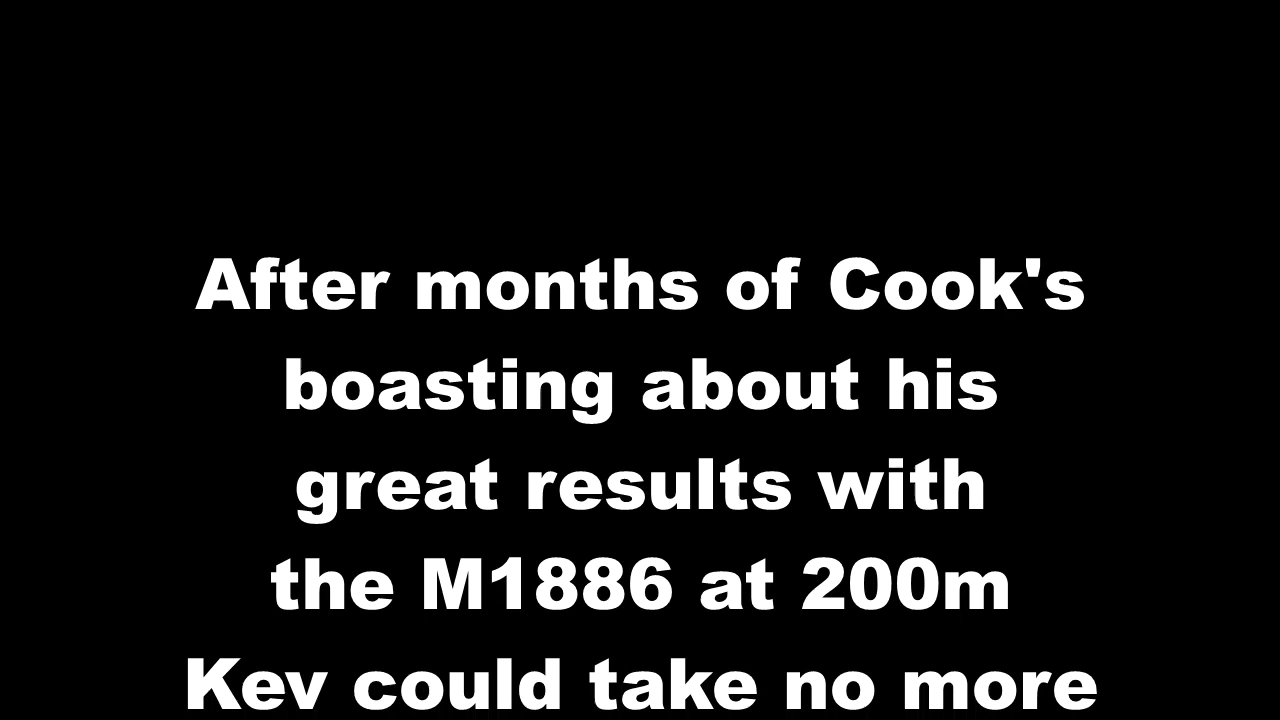 After months of Cook's
boasting about his
great results with
the M1886 at 200m
Kev could take no more